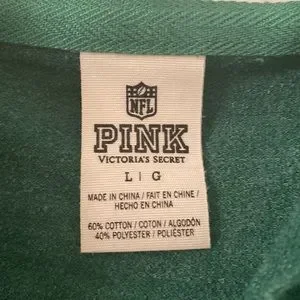 NFL
PINK
VICTORIA'S SECRET
L | G
MADE IN CHINA / FAIT EN CHINE /
HECHO EN CHINA
60% COTTON / COTON / ALGODÓN
40% POLYESTER / POLIÉSTER